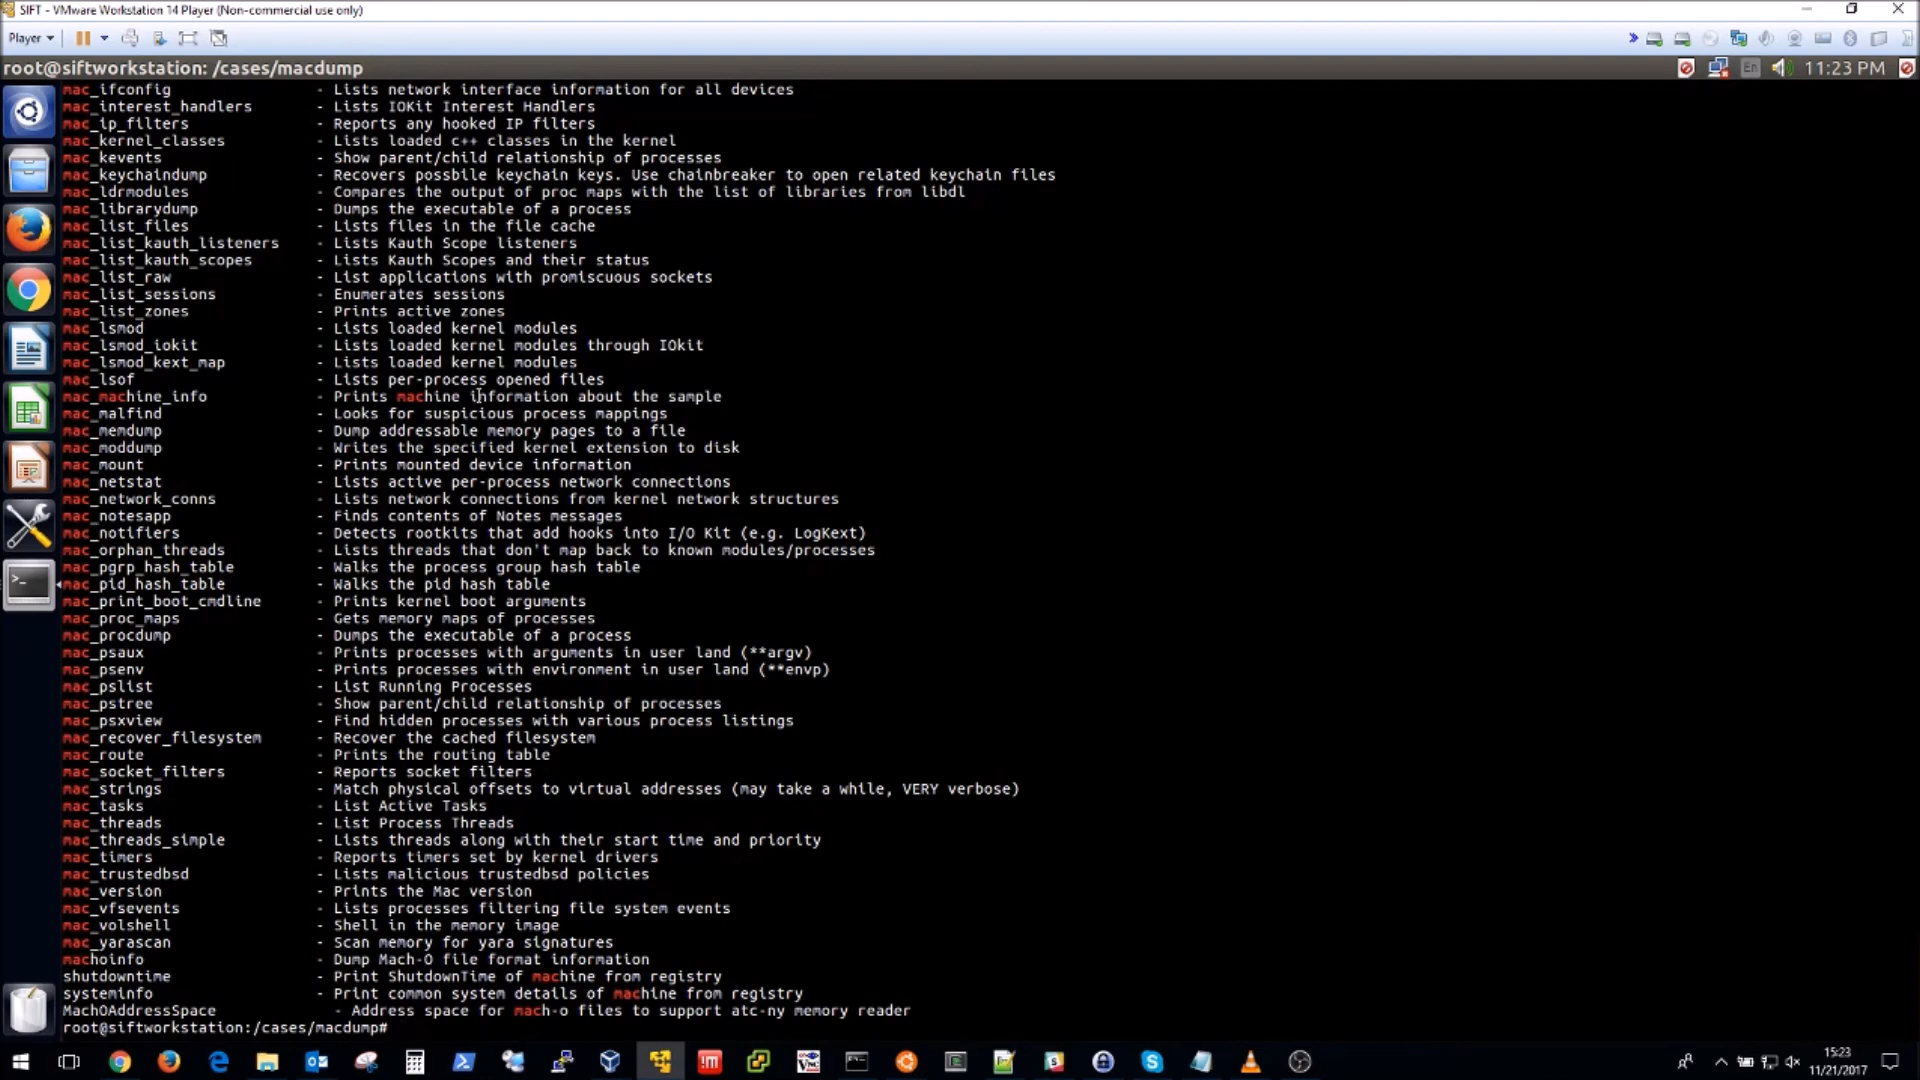 SIFT - VMware Workstation 14 Player (Non-commercial use only)
Player
root@siftworkstation: /cases/macdump
En
11:23 PM
mac_ifconfig - Lists network interface information for all devices
mac_interest_handlers - Lists IOKit Interest Handlers
mac_ip_filters - Reports any hooked IP filters
mac_kernel_classes - Lists loaded c++ classes in the kernel
mac_kevents - Show parent/child relationship of processes
mac_keychaindump - Recovers possbile keychain keys. Use chainbreaker to open related keychain files
mac_ldrmodules - Compares the output of proc maps with the list of libraries from libdl
mac_librarydump - Dumps the executable of a process
mac_list_files - Lists files in the file cache
mac_list_kauth_listeners - Lists Kauth Scope listeners
mac_list_kauth_scopes - Lists Kauth Scopes and their status
mac_list_raw - List applications with promiscuous sockets
mac_list_sessions - Enumerates sessions
mac_list_zones - Prints active zones
mac_lsmod - Lists loaded kernel modules
mac_lsmod_iokit - Lists loaded kernel modules through IOkit
mac_lsmod_kext_map - Lists loaded kernel modules
mac_lsof - Lists per-process opened files
mac_machine_info - Prints machine information about the sample
mac_malfind - Looks for suspicious process mappings
mac_memdump - Dump addressable memory pages to a file
mac_moddump - Writes the specified kernel extension to disk
mac_mount - Prints mounted device information
mac_netstat - Lists active per-process network connections
mac_network_conns - Lists network connections from kernel network structures
mac_notesapp - Finds contents of Notes messages
mac_notifiers - Detects rootkits that add hooks into I/O Kit (e.g. LogKext)
mac_orphan_threads - Lists threads that don't map back to known modules/processes
mac_pgrp_hash_table - Walks the process group hash table
mac_pid_hash_table - Walks the pid hash table
mac_print_boot_cmdline - Prints kernel boot arguments
mac_proc_maps - Gets memory maps of processes
mac_procdump - Dumps the executable of a process
mac_psaux - Prints processes with arguments in user land (**argv)
mac_psenv - Prints processes with environment in user land (**envp)
mac_pslist - List Running Processes
mac_pstree - Show parent/child relationship of processes
mac_psxview - Find hidden processes with various process listings
mac_recover_filesystem - Recover the cached filesystem
mac_route - Prints the routing table
mac_socket_filters - Reports socket filters
mac_strings - Match physical offsets to virtual addresses (may take a while, VERY verbose)
mac_tasks - List Active Tasks
mac_threads - List Process Threads
mac_threads_simple - Lists threads along with their start time and priority
mac_timers - Reports timers set by kernel drivers
mac_trustedbsd - Lists malicious trustedbsd policies
mac_version - Prints the Mac version
mac_vfsevents - Lists processes filtering file system events
mac_volshell - Shell in the memory image
mac_yarascan - Scan memory for yara signatures
machoinfo - Dump Mach-O file format information
shutdowntime - Print ShutdownTime of machine from registry
systeminfo - Print common system details of machine from registry
MachOAddressSpace - Address space for mach-o files to support atc-ny memory reader
root@siftworkstation:/cases/macdump#
15:23
11/21/2017